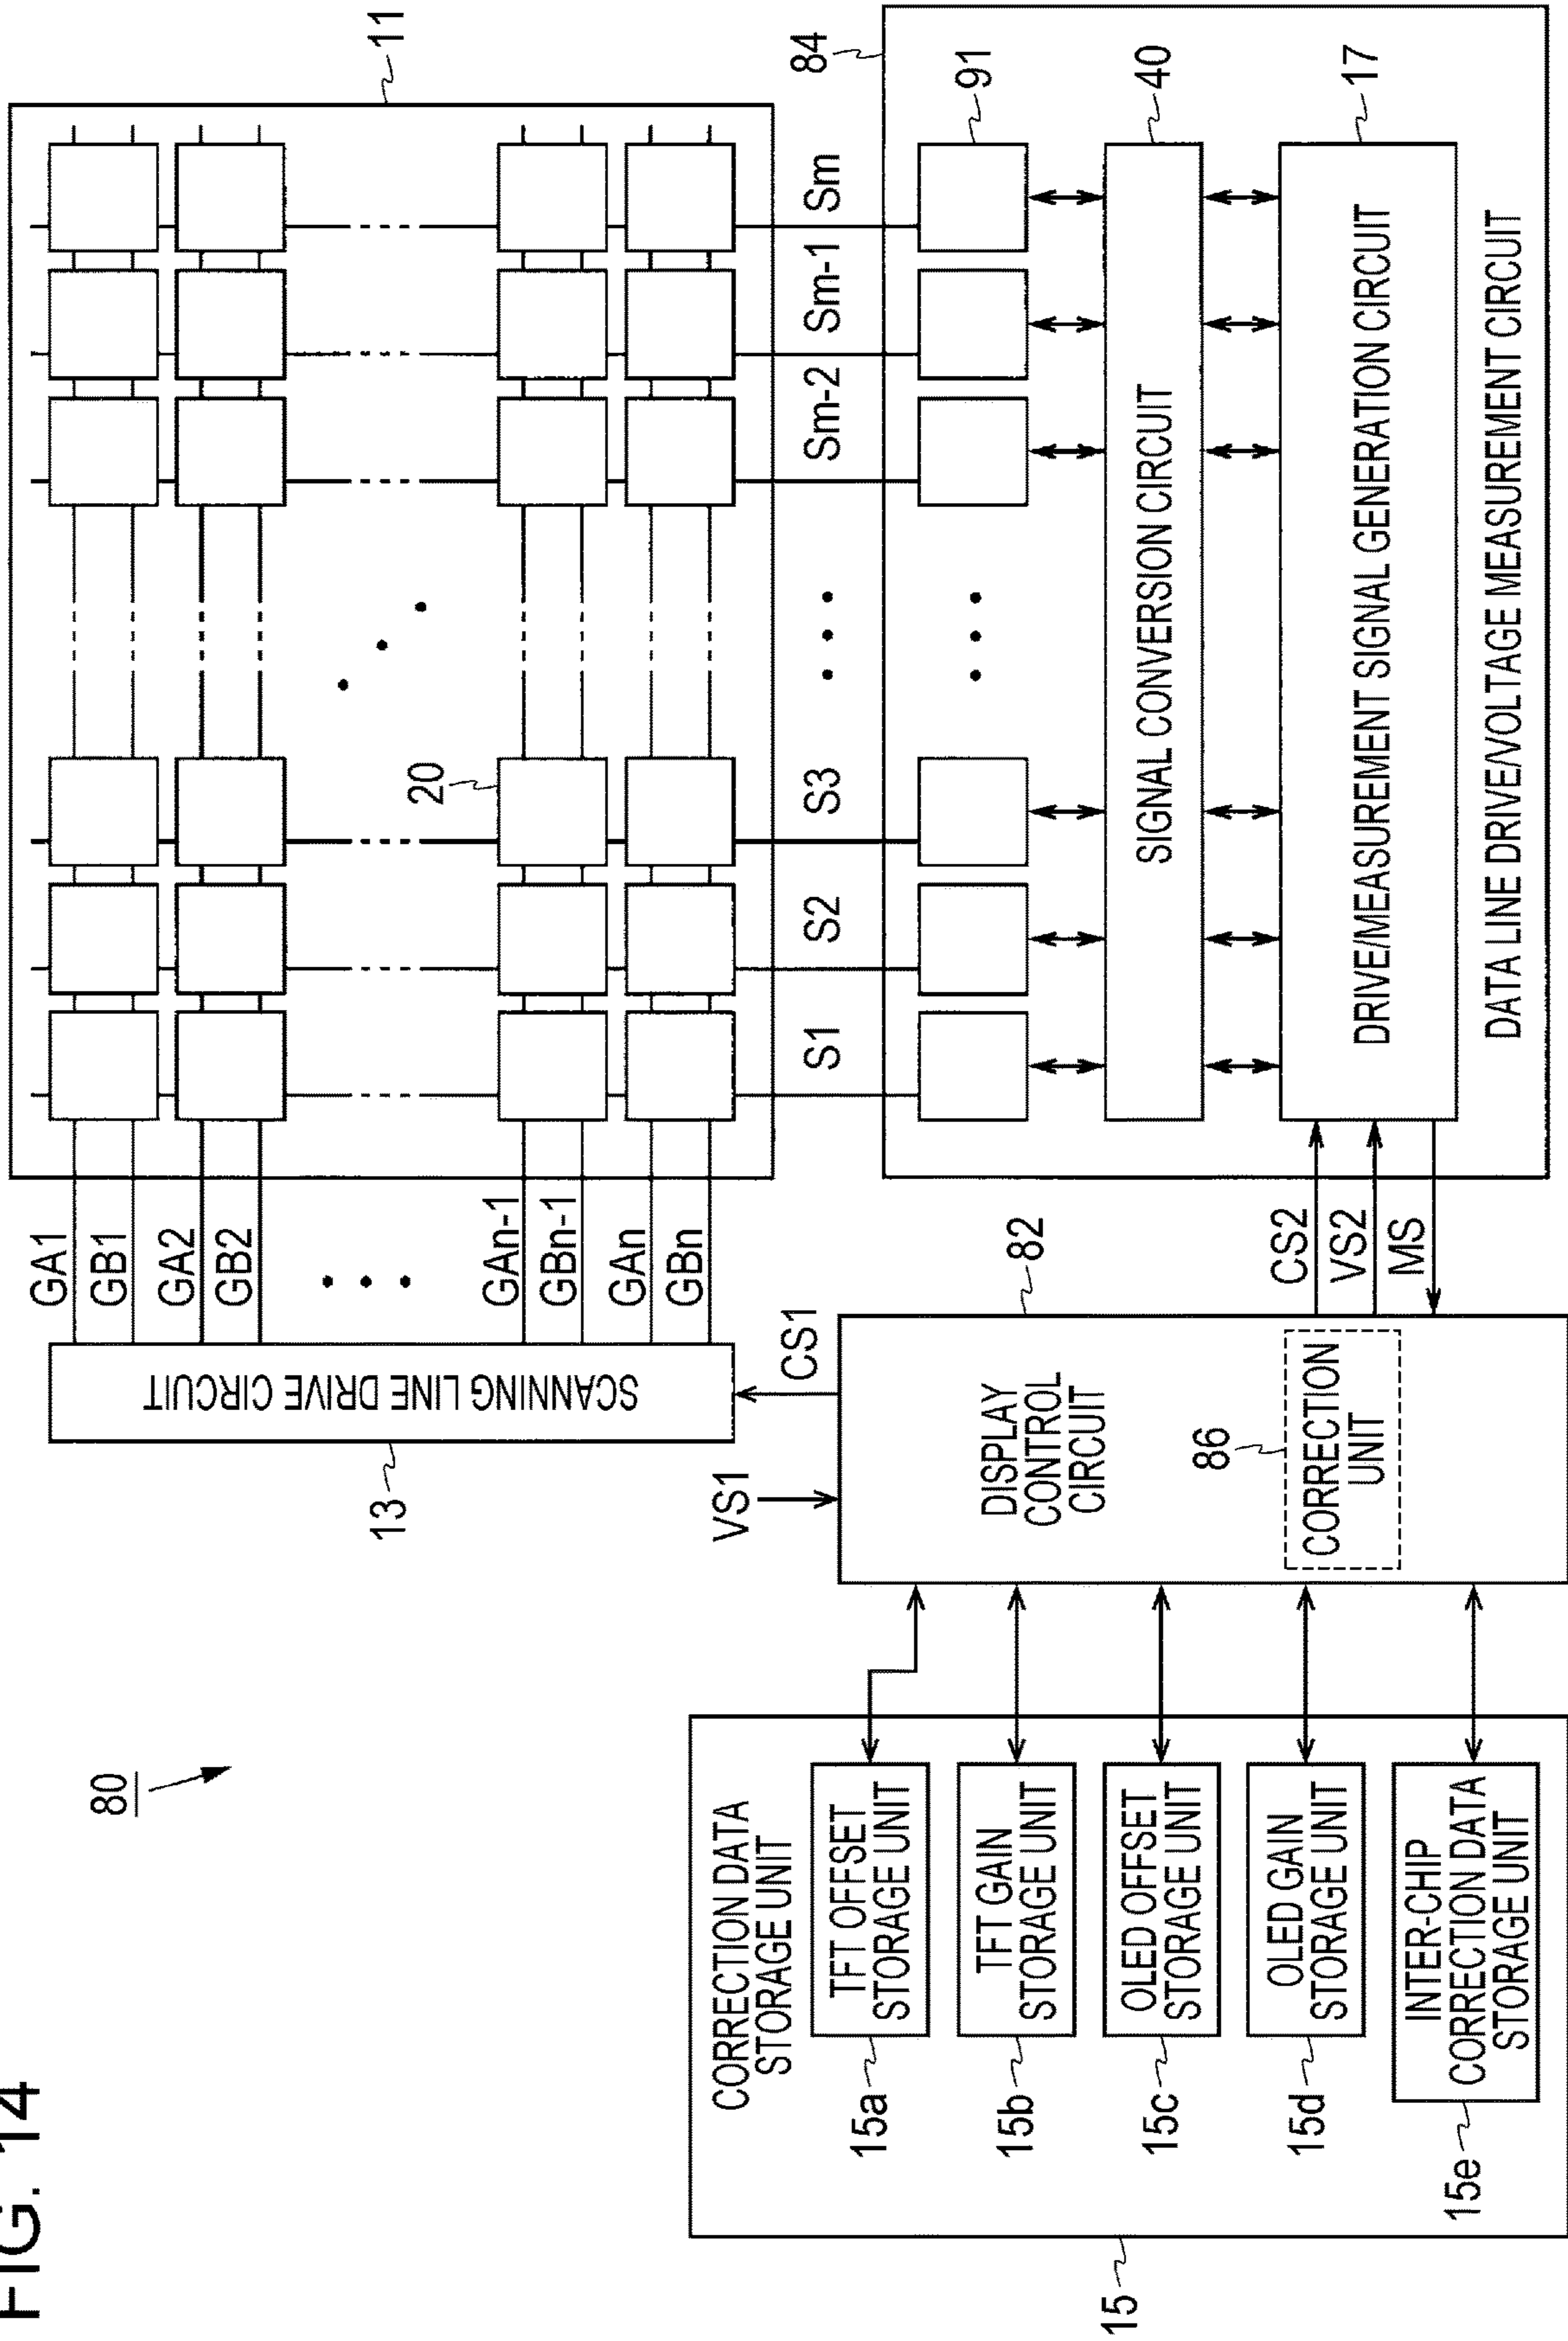 FIG. 14
80
11
GA1
GB1
GA2
GB2
GAn-1
GBn-1
GAn
GBn
20
S1
S2
S3
Sm-2
Sm-1
Sm
SCANNING LINE DRIVE CIRCUIT
13
CS1
VS1
DISPLAY
CONTROL
CIRCUIT
82
86
CORRECTION
UNIT
CS2
VS2
MS
84
91
SIGNAL CONVERSION CIRCUIT
40
DRIVE/MEASUREMENT SIGNAL GENERATION CIRCUIT
17
DATA LINE DRIVE/VOLTAGE MEASUREMENT CIRCUIT
CORRECTION DATA
STORAGE UNIT
TFT OFFSET
STORAGE UNIT
15a
TFT GAIN
STORAGE UNIT
15b
OLED OFFSET
STORAGE UNIT
15c
OLED GAIN
STORAGE UNIT
15d
INTER-CHIP
CORRECTION DATA
STORAGE UNIT
15e
15